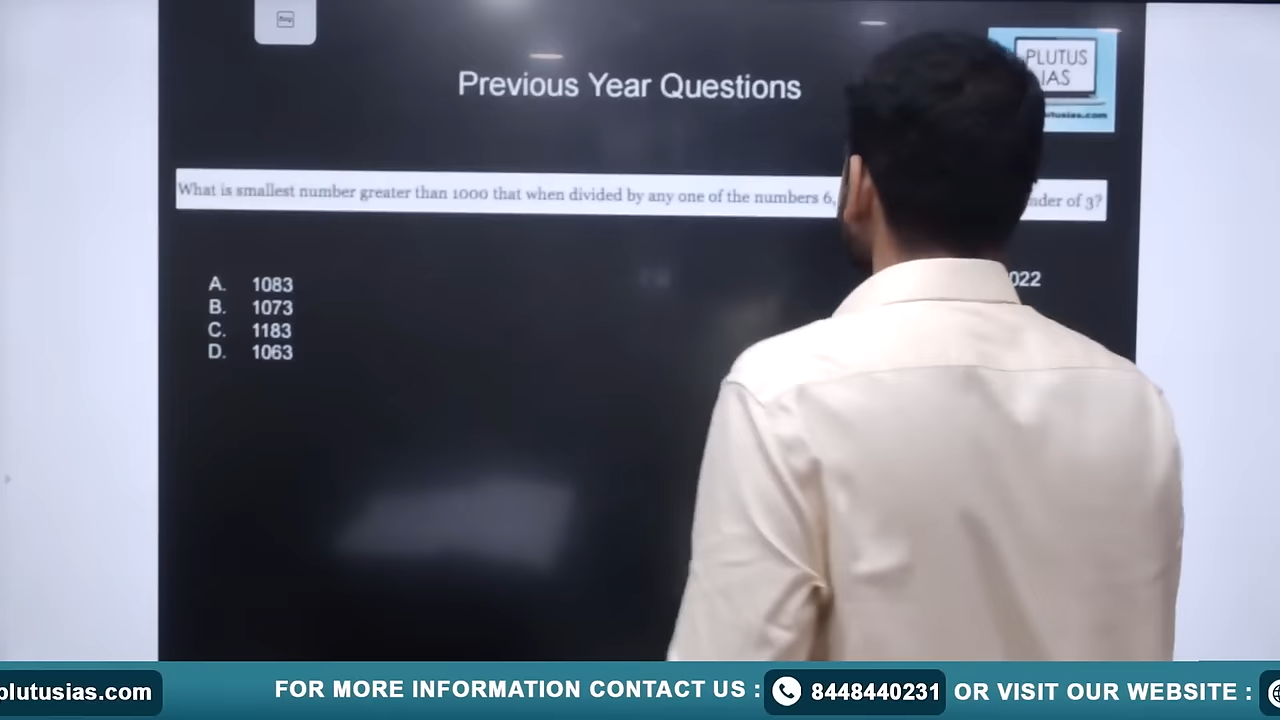 PLUTUS
IAS
Previous Year Questions
What is smallest number greater than 1000 that when divided by any one of the numbers 6, of 3?
A. 1083
B. 1073
C. 1183
D. 1063
plutusias.com
FOR MORE INFORMATION CONTACT US : 8448440231 OR VISIT OUR WEBSITE :